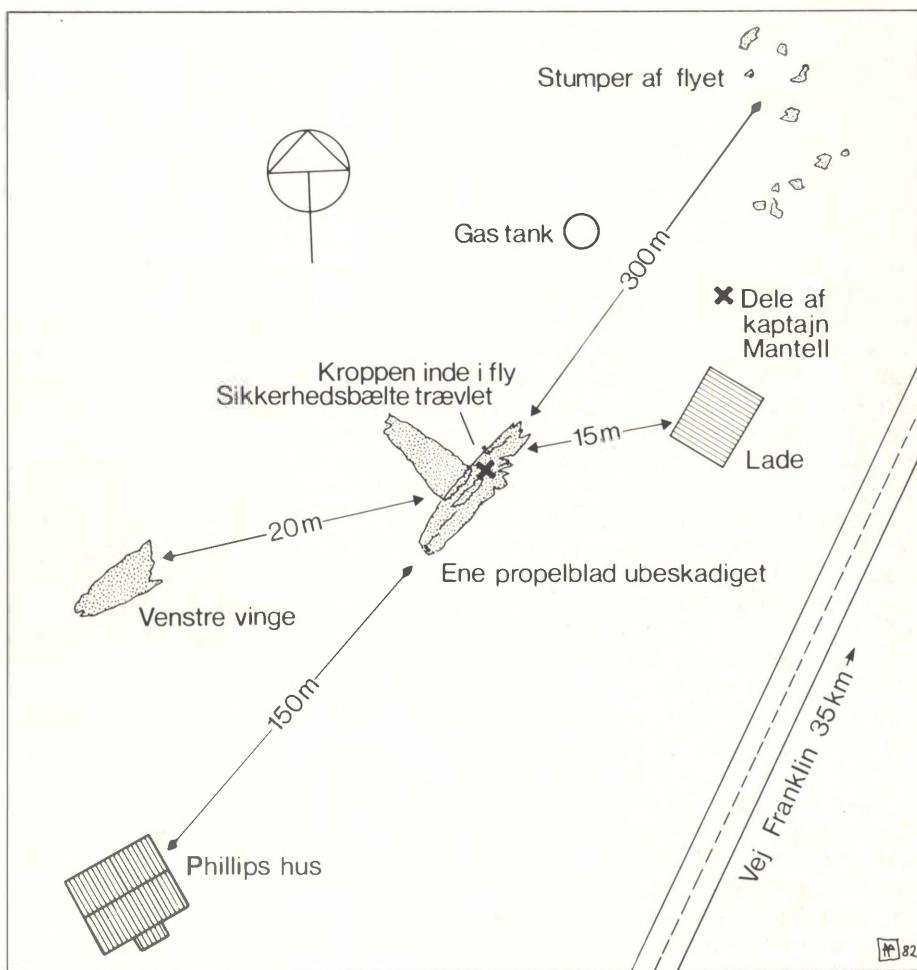 Stumper af flyet
Gas tank
300m
Dele af
kaptajn
Mantell
Kroppen inde i fly
Sikkerhedsbælte trævlet
15m
Lade
20m
Ene propelblad ubeskadiget
Venstre vinge
150m
Vej Franklin 35km
Phillips hus
82